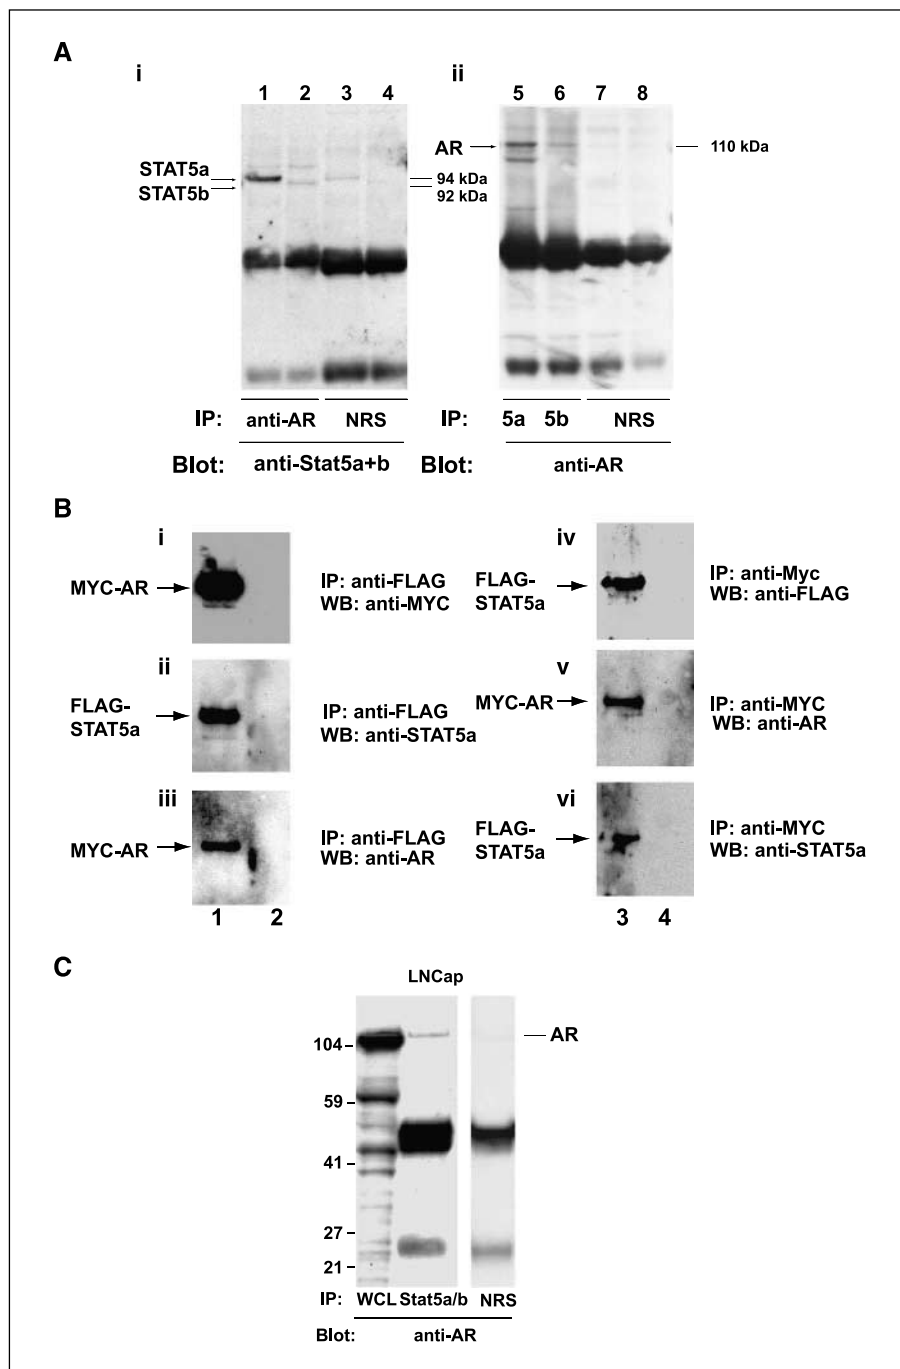 A
i
ii
1 2 3 4
5 6 7 8
AR
110 kDa
STAT5a
STAT5b
94 kDa
92 kDa
IP: anti-AR NRS
IP: 5a 5b NRS
Blot: anti-Stat5a+b
Blot: anti-AR
B
i
MYC-AR
IP: anti-FLAG
WB: anti-MYC
ii
FLAG-
STAT5a
IP: anti-FLAG
WB: anti-STAT5a
iii
MYC-AR
IP: anti-FLAG
WB: anti-AR
1 2
iv
FLAG-
STAT5a
IP: anti-Myc
WB: anti-FLAG
v
MYC-AR
IP: anti-MYC
WB: anti-AR
vi
FLAG-
STAT5a
IP: anti-MYC
WB: anti-STAT5a
3 4
C
LNCap
104
59
41
27
21
AR
IP: WCL Stat5a/b NRS
Blot: anti-AR